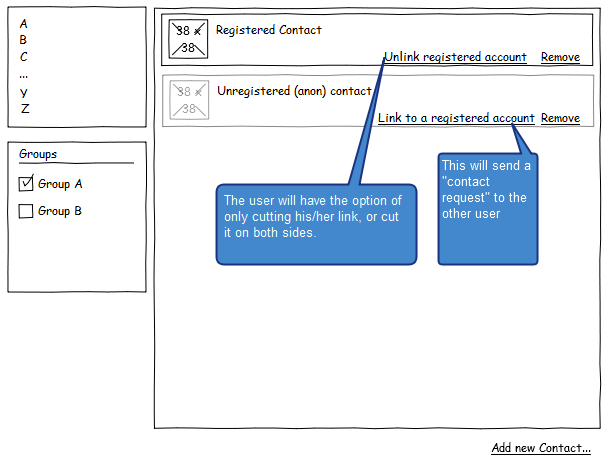 A
B
C
...
y
Z
Groups
Group A
Group B
38 x
38
Registered Contact
Unlink registered account
Remove
38 x
38
Unregistered (anon) contact
Link to a registered account
Remove
The user will have the option of
only cutting his/her link, or cut
it on both sides.
This will send a
"contact
request" to the
other user
Add new Contact...